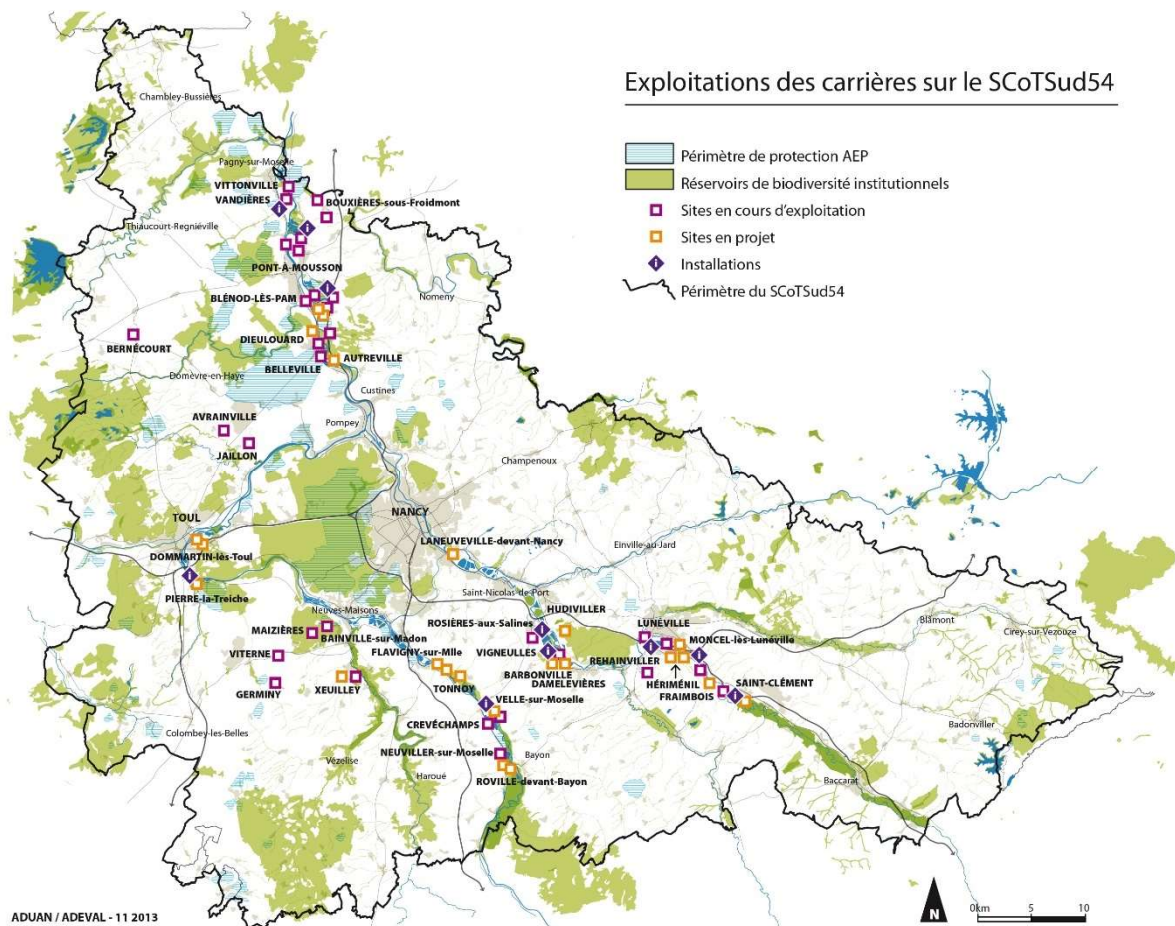 Exploitations des carrières sur le SCoTSud54
Périmètre de protection AEP
Réservoirs de biodiversité institutionnels
Sites en cours d'exploitation
Sites en projet
Installations
Périmètre du SCoTSud54
Chambley-Bussières
Pagny-sur-Moselle
VITTONVILLE
VANDIÈRES
BOUXIÈRES-sous-Froidmont
Thiaucourt-Regniéville
PONT-A-MOUSSON
Nomeny
BLÉNOD-LÈS-PAM
BERNÉCOURT
DIEULOUARD
AUTREVILLE
BELLEVILLE
Domèvre-en-Haye
Custines
AVRAINVILLE
Pompey
JAILLON
Champenoux
TOUL
NANCY
LANEUVEVILLE-devant-Nancy
Einville-au-Jard
DOMMARTIN-lès-Toul
PIERRE-la-Treiche
Saint-Nicolas-de-Port
Neuves-Maisons
HUDIVILLER
ROSIÈRES-aux-Salines
LUNÉVILLE
Blâmont
MAIZIÈRES
BAINVILLE-sur-Madon
MONCEL-lès-Lunéville
Cirey-sur-Vezouze
VITERNE
FLAVIGNY-sur-Mlle
VIGNEULLES
REHAINVILLER
BARBONVILLE
DAMELEVIÈRES
GERMINY
XEUILLEY
TONNOY
HÉRIMÉNIL
SAINT-CLÉMENT
FRAIMBOIS
VELLE-sur-Moselle
CREVÉCHAMPS
Badonviller
Colombey-les-Belles
NEUVILLER-sur-Moselle
Bayon
Vézelise
Haroué
ROVILLE-devant-Bayon
Baccarat
ADUAN / ADEVAL - 11 2013
N
0km 5 10